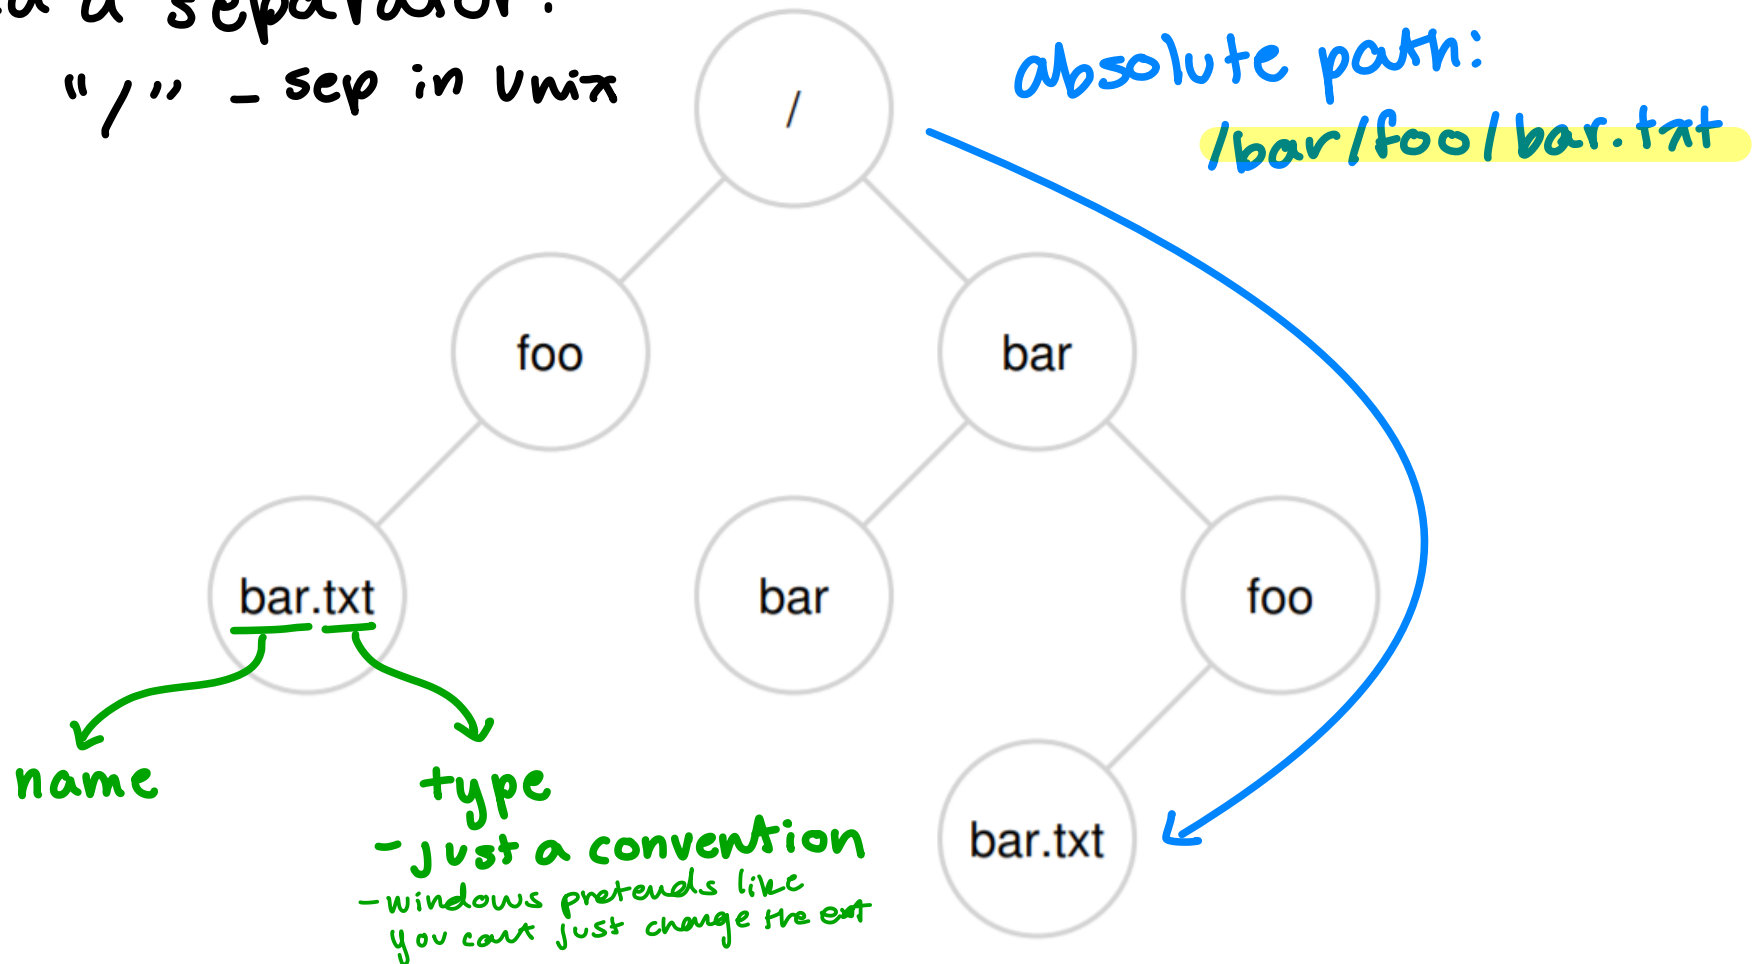 a separator:
"/" - sep in Unix
absolute path:
/bar/foo/bar.txt
/
foo
bar
bar.txt
bar
foo
name
type
- just a convention
- windows pretends like
you cant just change the ext
bar.txt